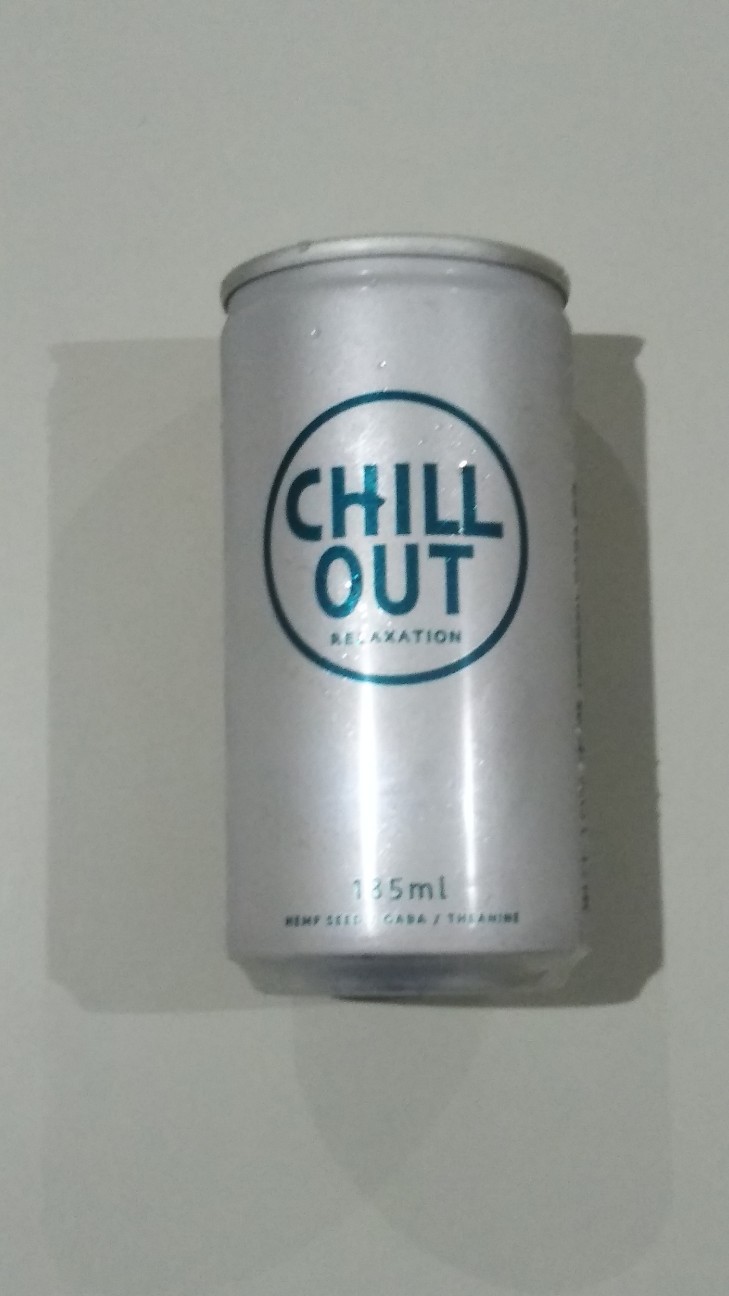 CHILL
OUT
RELAXATION
185ml
HEMP SEED / GABA / THEANINE